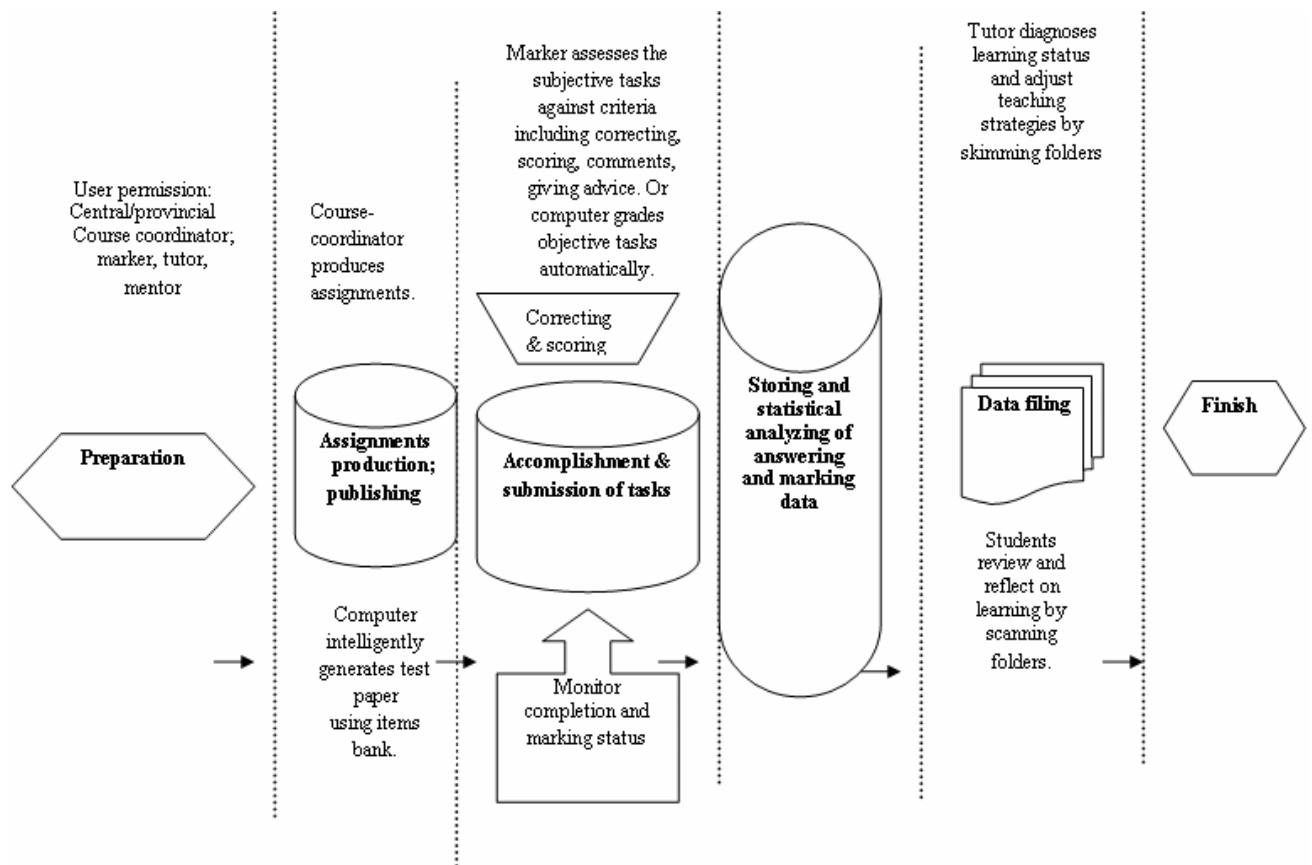 User permission:
Central/provincial
Course coordinator;
marker, tutor,
mentor
Preparation
Course-
coordinator
produces
assignments.
Assignments
production;
publishing
Computer
intelligently
generates test
paper
using items
bank.
Marker assesses the
subjective tasks
against criteria
including correcting,
scoring, comments,
giving advice. Or
computer grades
objective tasks
automatically.
Correcting
& scoring
Accomplishment &
submission of tasks
Monitor
completion and
marking status
Storing and
statistical
analyzing of
answering
and marking
data
Tutor diagnoses
learning status
and adjust
teaching
strategies by
skimming folders
Data filing
Students
review and
reflect on
learning by
scanning
folders.
Finish